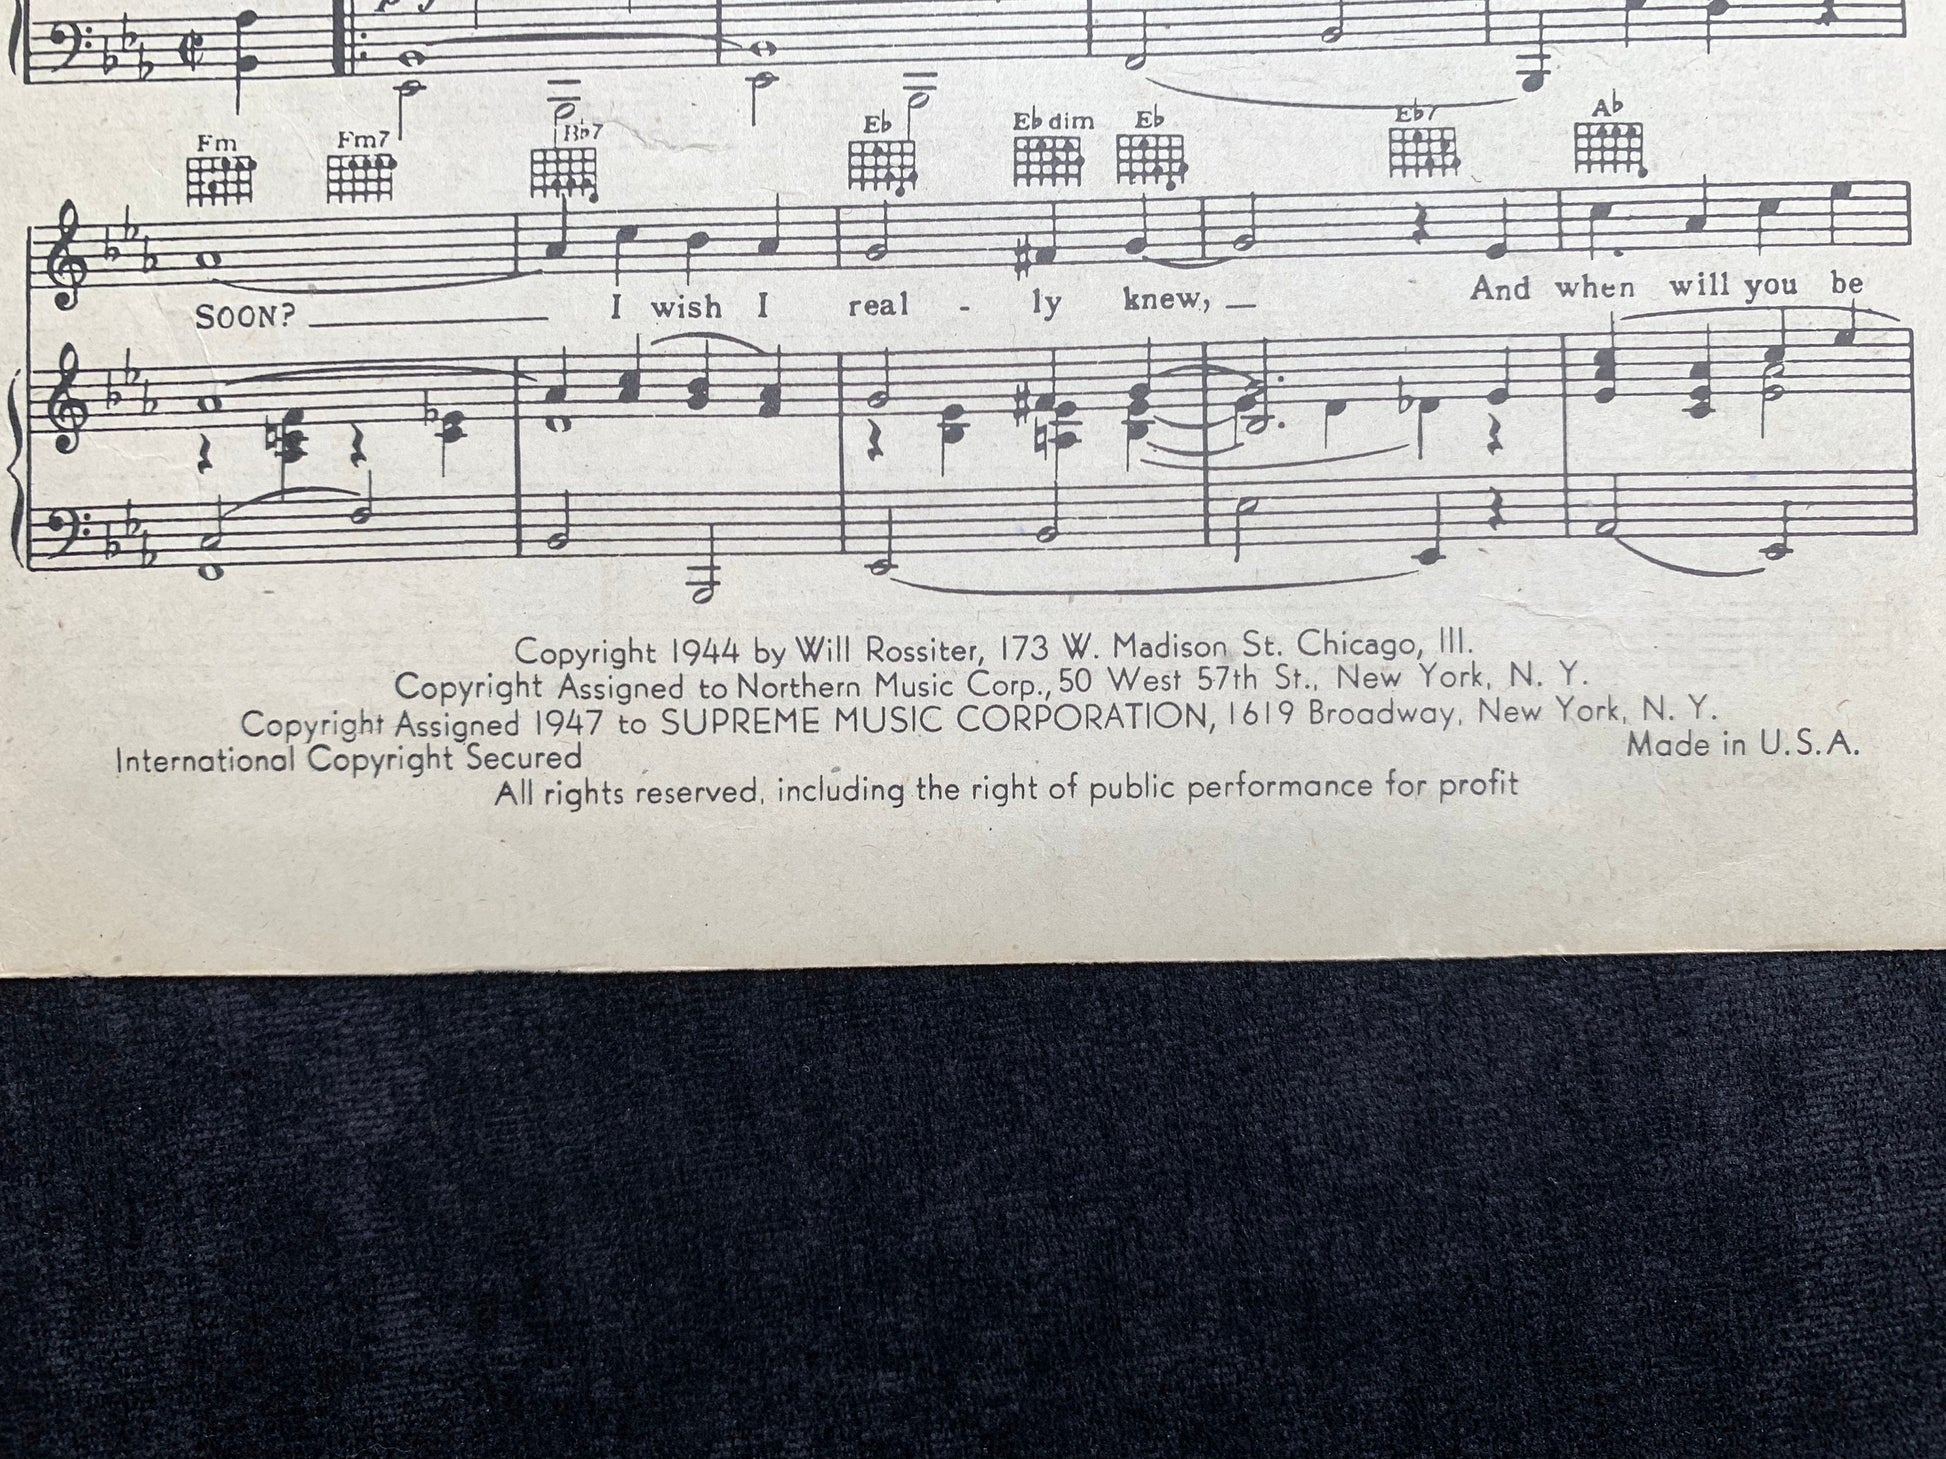 Fm Fm7 Bb7 Eb Eb dim Eb Eb7 Ab
SOON? I wish I real - ly knew, And when will you be
Copyright 1944 by Will Rossiter, 173 W. Madison St. Chicago, Ill.
Copyright Assigned to Northern Music Corp., 50 West 57th St., New York, N. Y.
Copyright Assigned 1947 to SUPREME MUSIC CORPORATION, 1619 Broadway, New York, N. Y.
International Copyright Secured Made in U.S.A.
All rights reserved, including the right of public performance for profit